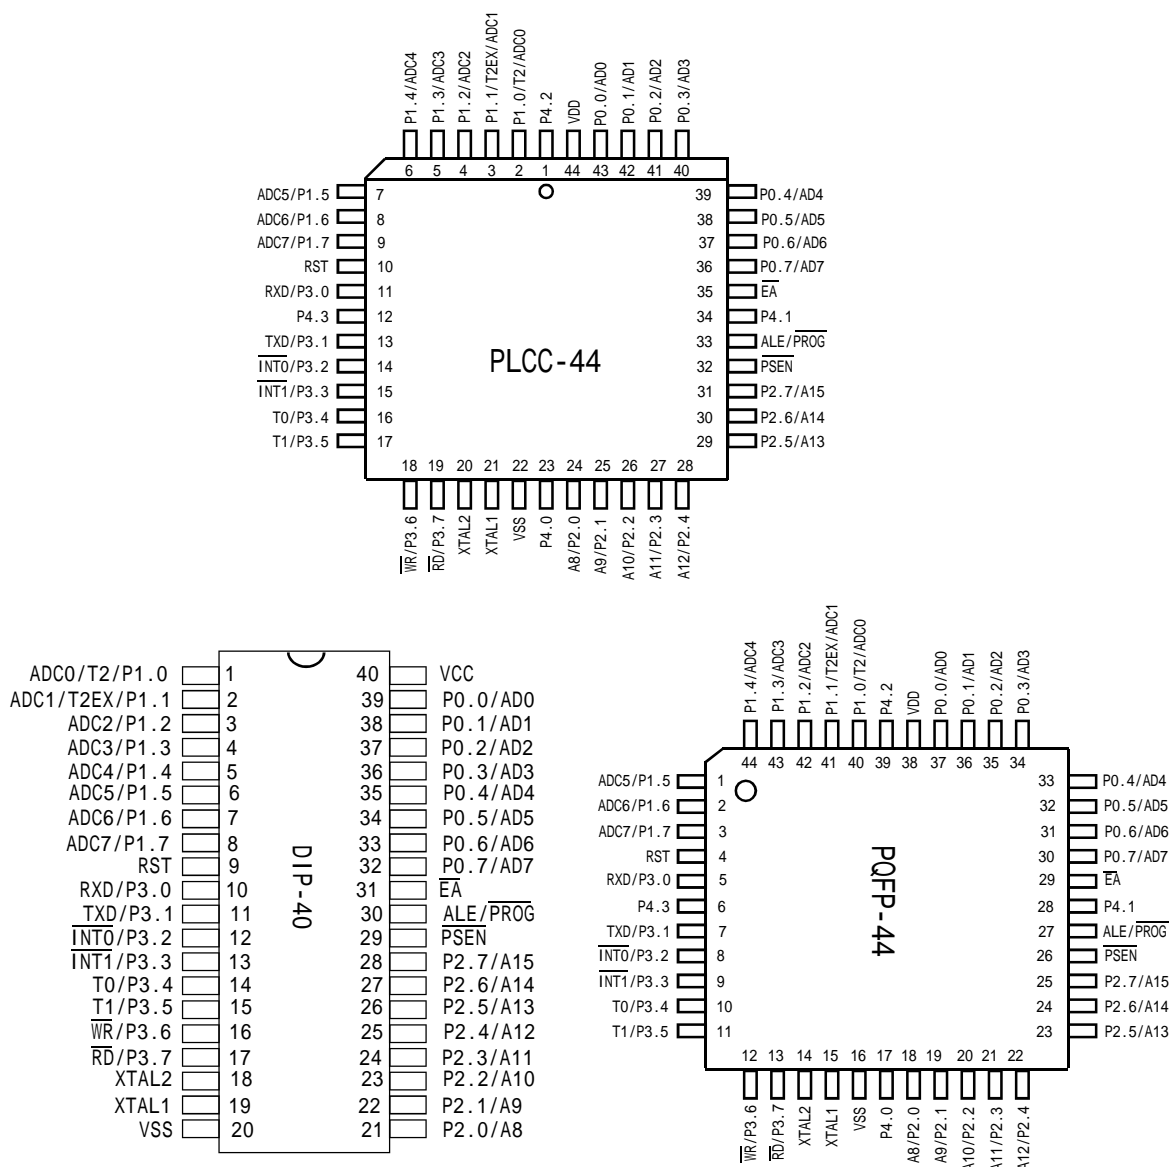 P1.4/ADC4
P1.3/ADC3
P1.2/ADC2
P1.1/T2EX/ADC1
P1.0/T2/ADC0
P4.2
VDD
P0.0/AD0
P0.1/AD1
P0.2/AD2
P0.3/AD3
6 5 4 3 2 1 44 43 42 41 40
ADC5/P1.5 7 39 P0.4/AD4
ADC6/P1.6 8 38 P0.5/AD5
ADC7/P1.7 9 37 P0.6/AD6
RST 10 36 P0.7/AD7
RXD/P3.0 11 35 EA
P4.3 12 34 P4.1
TXD/P3.1 13 33 ALE/PROG
INT0/P3.2 14 32 PSEN
INT1/P3.3 15 31 P2.7/A15
T0/P3.4 16 30 P2.6/A14
T1/P3.5 17 29 P2.5/A13
PLCC-44
18 19 20 21 22 23 24 25 26 27 28
WR/P3.6
RD/P3.7
XTAL2
XTAL1
VSS
P4.0
A8/P2.0
A9/P2.1
A10/P2.2
A11/P2.3
A12/P2.4
ADC0/T2/P1.0 1 40 VCC
ADC1/T2EX/P1.1 2 39 P0.0/AD0
ADC2/P1.2 3 38 P0.1/AD1
ADC3/P1.3 4 37 P0.2/AD2
ADC4/P1.4 5 36 P0.3/AD3
ADC5/P1.5 6 35 P0.4/AD4
ADC6/P1.6 7 34 P0.5/AD5
ADC7/P1.7 8 33 P0.6/AD6
RST 9 32 P0.7/AD7
RXD/P3.0 10 31 EA
TXD/P3.1 11 30 ALE/PROG
INT0/P3.2 12 29 PSEN
INT1/P3.3 13 28 P2.7/A15
T0/P3.4 14 27 P2.6/A14
T1/P3.5 15 26 P2.5/A13
WR/P3.6 16 25 P2.4/A12
RD/P3.7 17 24 P2.3/A11
XTAL2 18 23 P2.2/A10
XTAL1 19 22 P2.1/A9
VSS 20 21 P2.0/A8
DIP-40
P1.4/ADC4
P1.3/ADC3
P1.2/ADC2
P1.1/T2EX/ADC1
P1.0/T2/ADC0
P4.2
VDD
P0.0/AD0
P0.1/AD1
P0.2/AD2
P0.3/AD3
44 43 42 41 40 39 38 37 36 35 34
ADC5/P1.5 1 33 P0.4/AD4
ADC6/P1.6 2 32 P0.5/AD5
ADC7/P1.7 3 31 P0.6/AD6
RST 4 30 P0.7/AD7
RXD/P3.0 5 29 EA
P4.3 6 28 P4.1
TXD/P3.1 7 27 ALE/PROG
INT0/P3.2 8 26 PSEN
INT1/P3.3 9 25 P2.7/A15
T0/P3.4 10 24 P2.6/A14
T1/P3.5 11 23 P2.5/A13
PQFP-44
12 13 14 15 16 17 18 19 20 21 22
WR/P3.6
RD/P3.7
XTAL2
XTAL1
VSS
P4.0
A8/P2.0
A9/P2.1
A10/P2.2
A11/P2.3
A12/P2.4